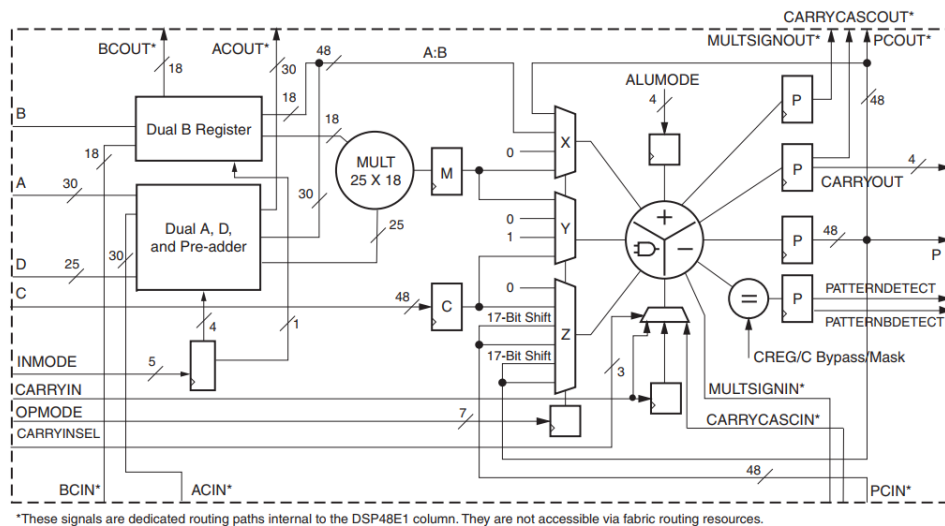 CARRYCASCOUT*
BCOUT*
ACOUT*
MULTSIGNOUT*
PCOUT*
48
A:B
ALUMODE
18
30
4
48
18
B
Dual B Register
18
X
P
0
18
MULT
25 X 18
M
P
4
CARRYOUT
A
30
30
0
1
Y
Dual A, D,
and Pre-adder
25
P
48
P
D
25
30
C
48
C
0
17-Bit Shift
Z
17-Bit Shift
=
P
PATTERNDETECT
PATTERNBDETECT
4
1
INMODE
5
3
CREG/C Bypass/Mask
CARRYIN
MULTSIGNIN*
OPMODE
7
CARRYCASCIN*
CARRYINSEL
48
BCIN*
ACIN*
PCIN*
*These signals are dedicated routing paths internal to the DSP48E1 column. They are not accessible via fabric routing resources.